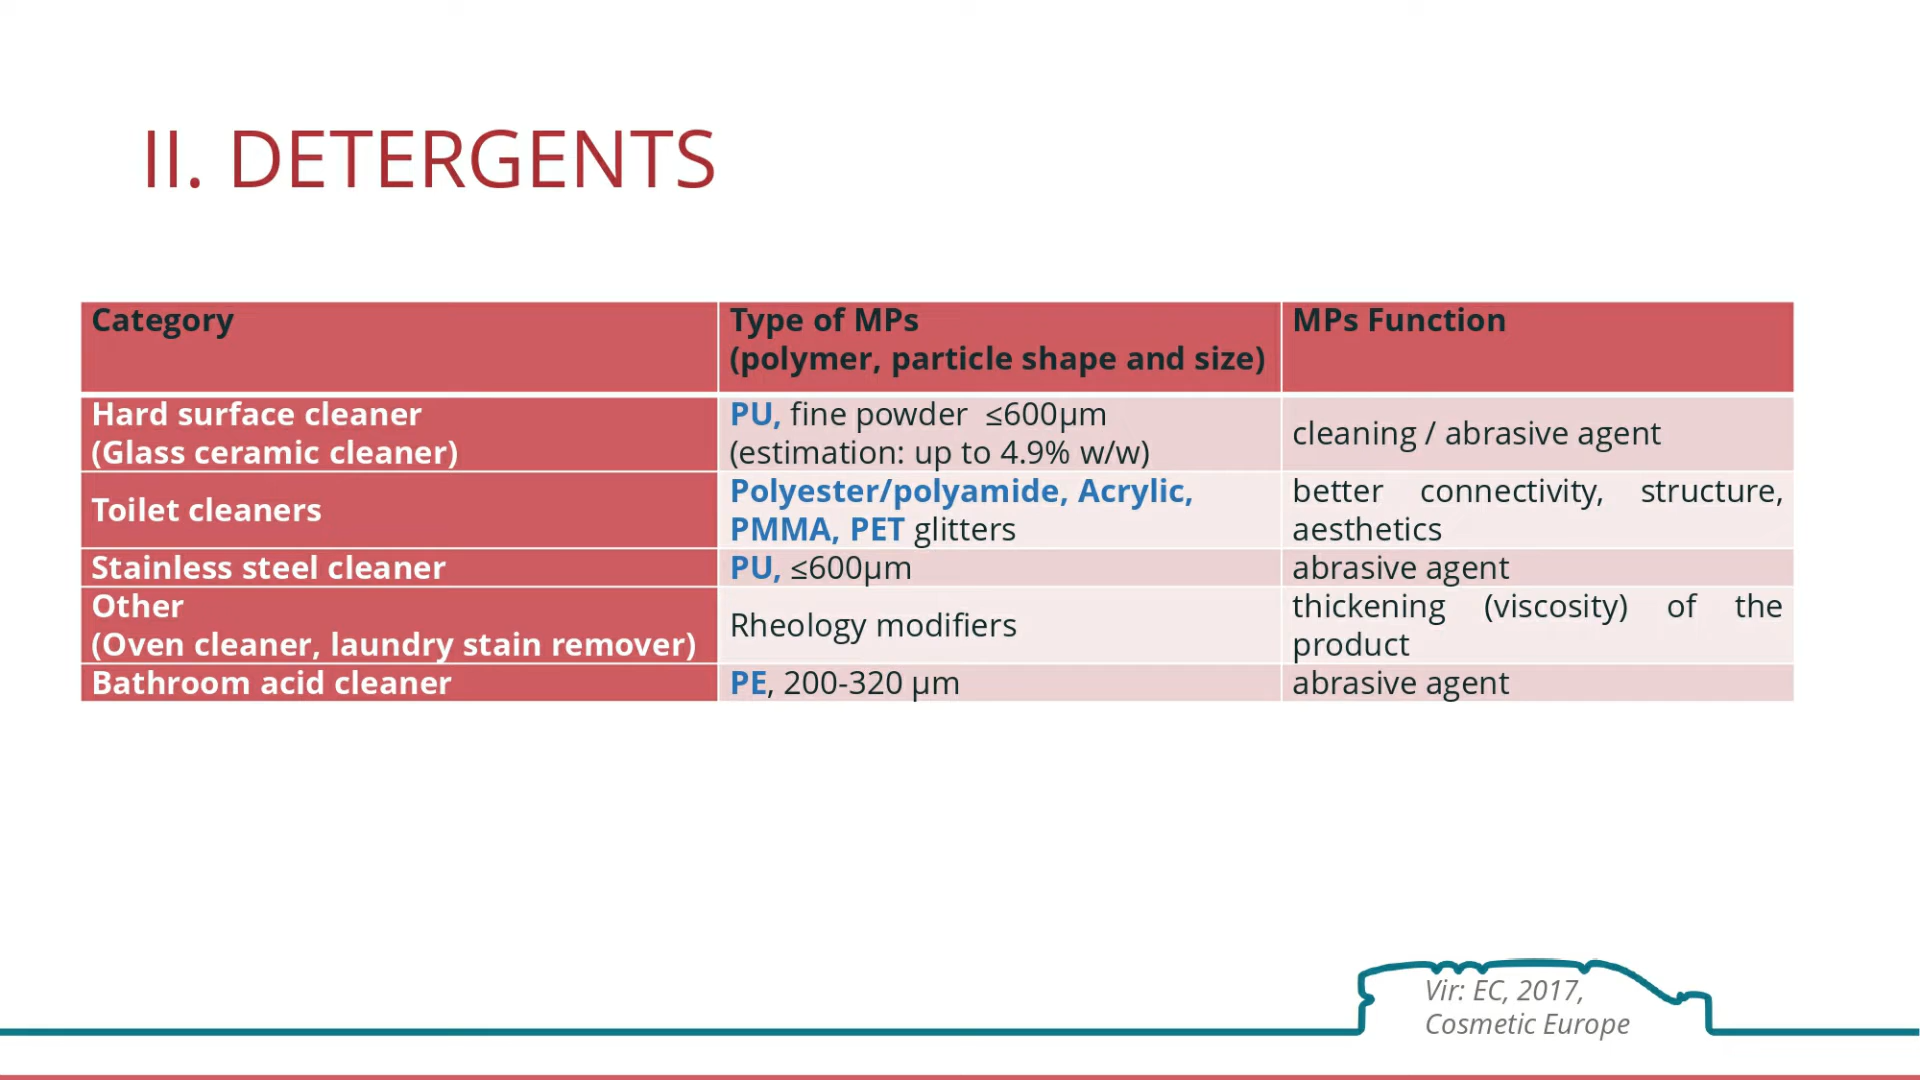 II. DETERGENTS
Category
Type of MPs
(polymer, particle shape and size)
MPs Function
Hard surface cleaner
(Glass ceramic cleaner)
PU, fine powder ≤600µm
(estimation: up to 4.9% w/w)
cleaning / abrasive agent
Toilet cleaners
Polyester/polyamide, Acrylic,
PMMA, PET glitters
better connectivity, structure,
aesthetics
Stainless steel cleaner
PU, ≤600µm
abrasive agent
Other
(Oven cleaner, laundry stain remover)
Rheology modifiers
thickening (viscosity) of the
product
Bathroom acid cleaner
PE, 200-320 µm
abrasive agent
Vir: EC, 2017,
Cosmetic Europe